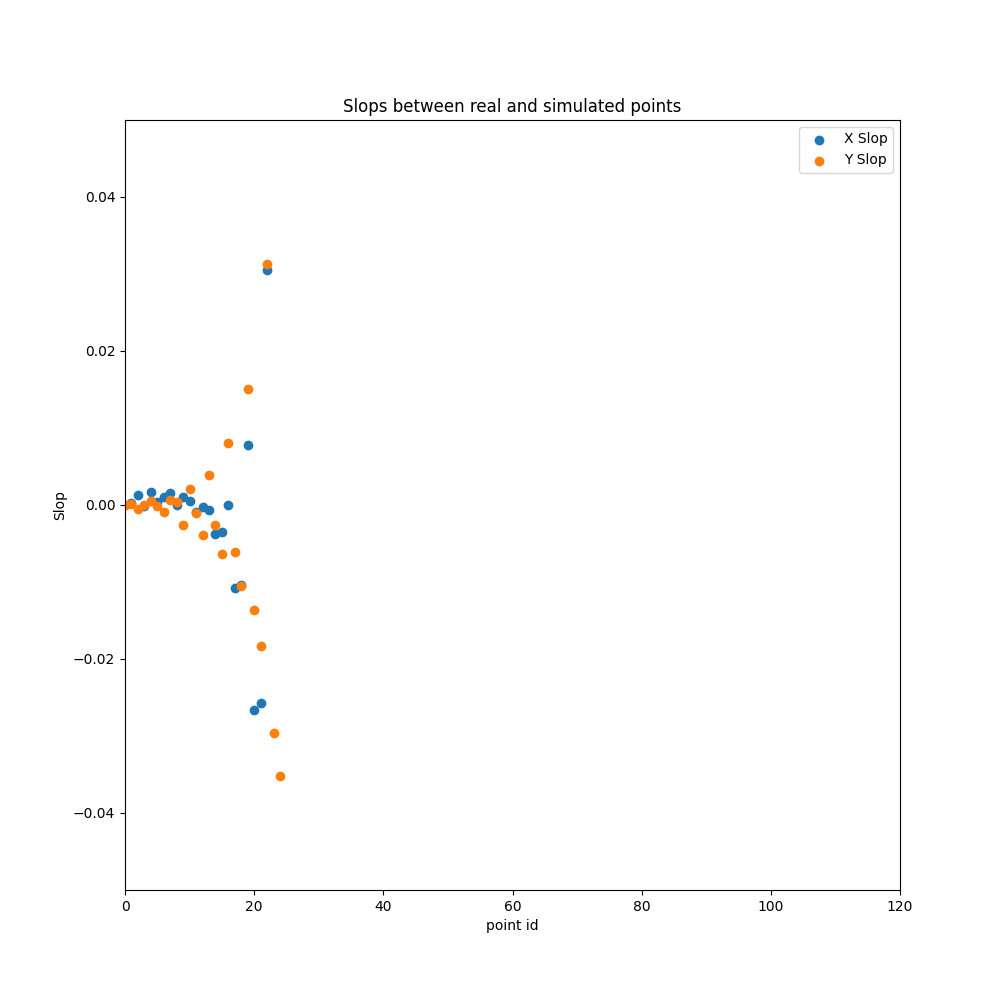 Slops between real and simulated points
X Slop
Y Slop
0.04
0.02
0.00
−0.02
−0.04
Slop
0 20 40 60 80 100 120
point id